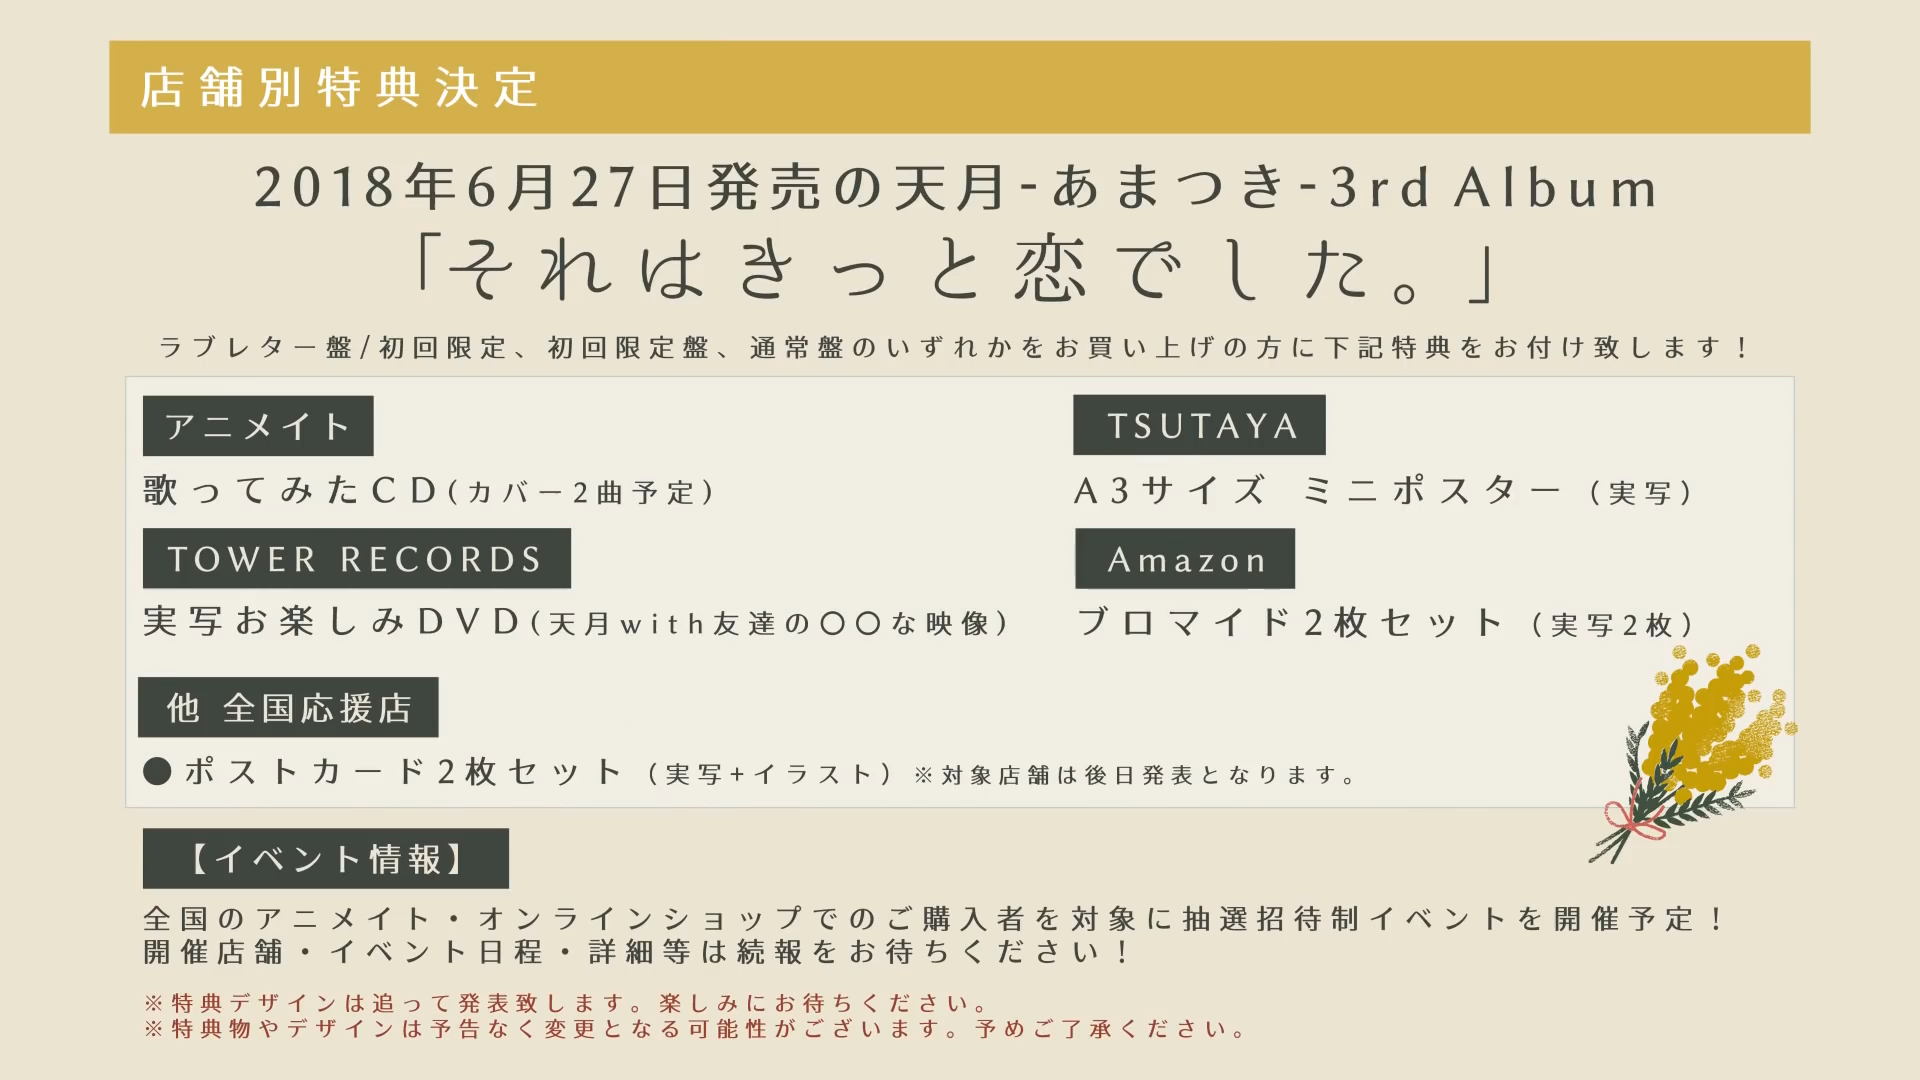 店舗別特典決定
2018年6月27日発売の天月-あまつき-3rd Album
「それはきっと恋でした。」
ラブレター盤/初回限定、初回限定盤、通常盤のいずれかをお買い上げの方に下記特典をお付け致します！
アニメイト
歌ってみたCD(カバー2曲予定)
TSUTAYA
A3サイズ ミニポスター（実写）
TOWER RECORDS
実写お楽しみDVD(天月with友達の〇〇な映像)
Amazon
ブロマイド2枚セット（実写2枚）
他 全国応援店
●ポストカード2枚セット（実写+イラスト）※対象店舗は後日発表となります。
【イベント情報】
全国のアニメイト・オンラインショップでのご購入者を対象に抽選招待制イベントを開催予定！
開催店舗・イベント日程・詳細等は続報をお待ちください！
※特典デザインは追って発表致します。楽しみにお待ちください。
※特典物やデザインは予告なく変更となる可能性がございます。予めご了承ください。